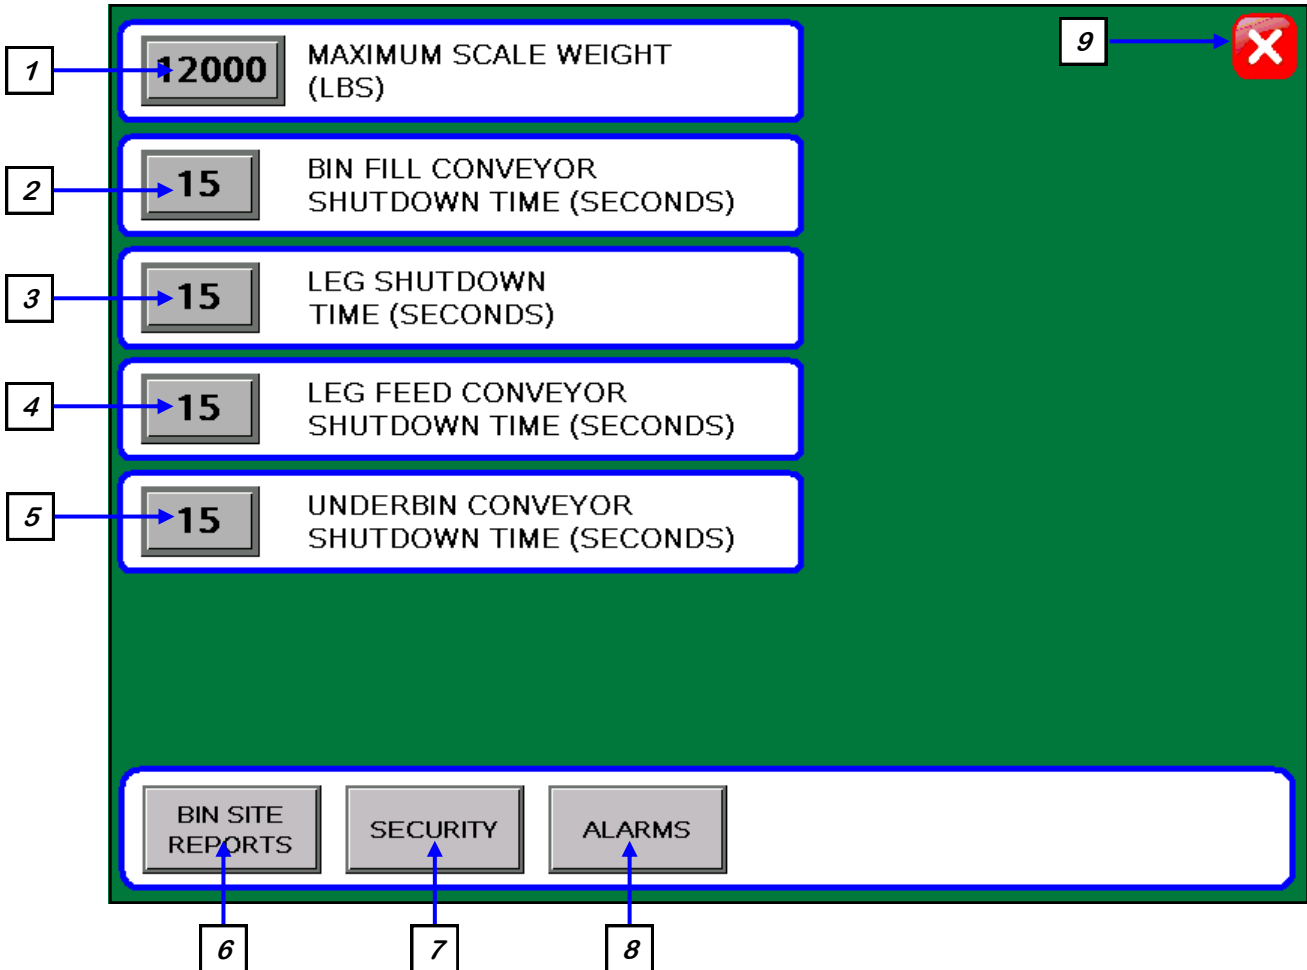 1
12000
MAXIMUM SCALE WEIGHT
(LBS)
9
2
15
BIN FILL CONVEYOR
SHUTDOWN TIME (SECONDS)
3
15
LEG SHUTDOWN
TIME (SECONDS)
4
15
LEG FEED CONVEYOR
SHUTDOWN TIME (SECONDS)
5
15
UNDERBIN CONVEYOR
SHUTDOWN TIME (SECONDS)
BIN SITE
REPORTS
SECURITY
ALARMS
6
7
8